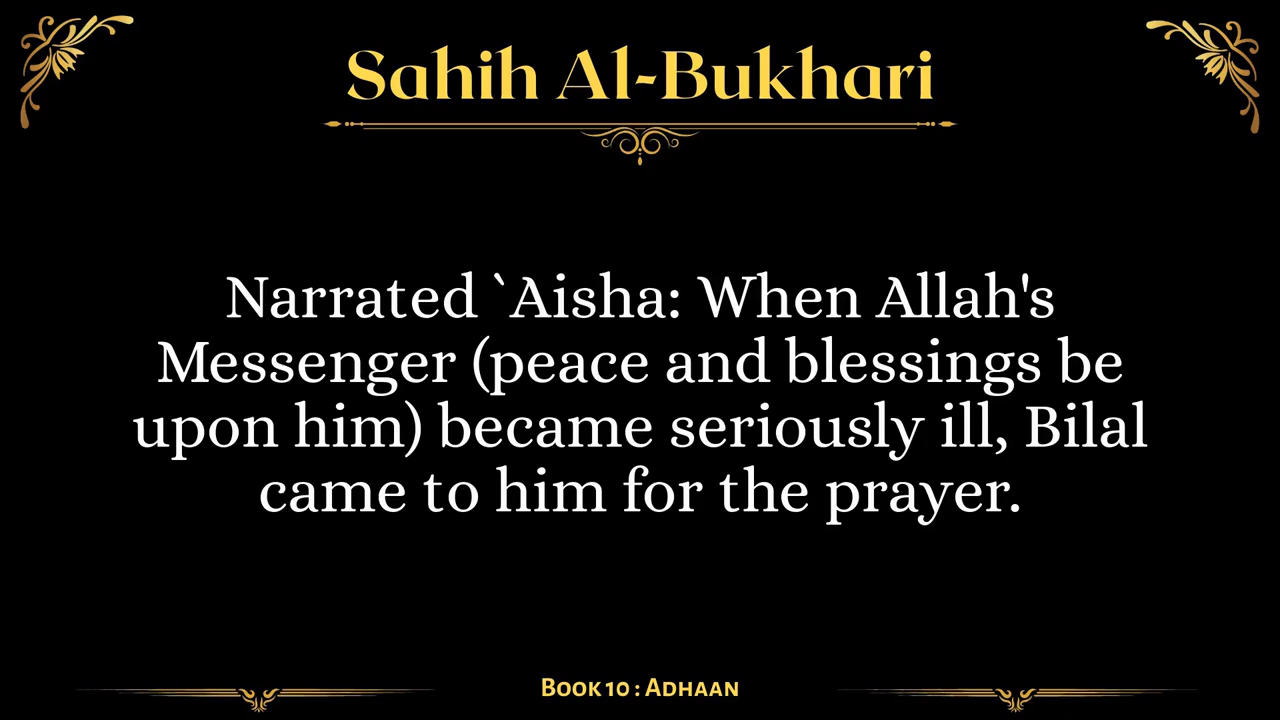 Sahih Al-Bukhari
Narrated `Aisha: When Allah's
Messenger (peace and blessings be
upon him) became seriously ill, Bilal
came to him for the prayer.
Book 10 : Adhaan